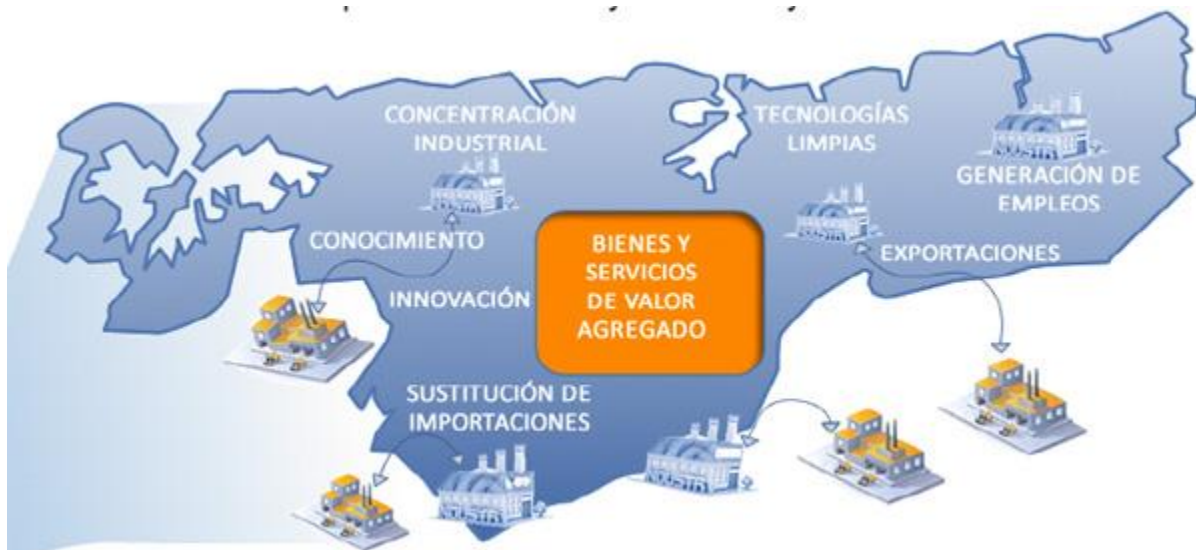 CONCENTRACIÓN
INDUSTRIAL
TECNOLOGÍAS
LIMPIAS
GENERACIÓN DE
EMPLEOS
CONOCIMIENTO
BIENES Y
SERVICIOS
DE VALOR
AGREGADO
EXPORTACIONES
INNOVACIÓN
SUSTITUCIÓN DE
IMPORTACIONES